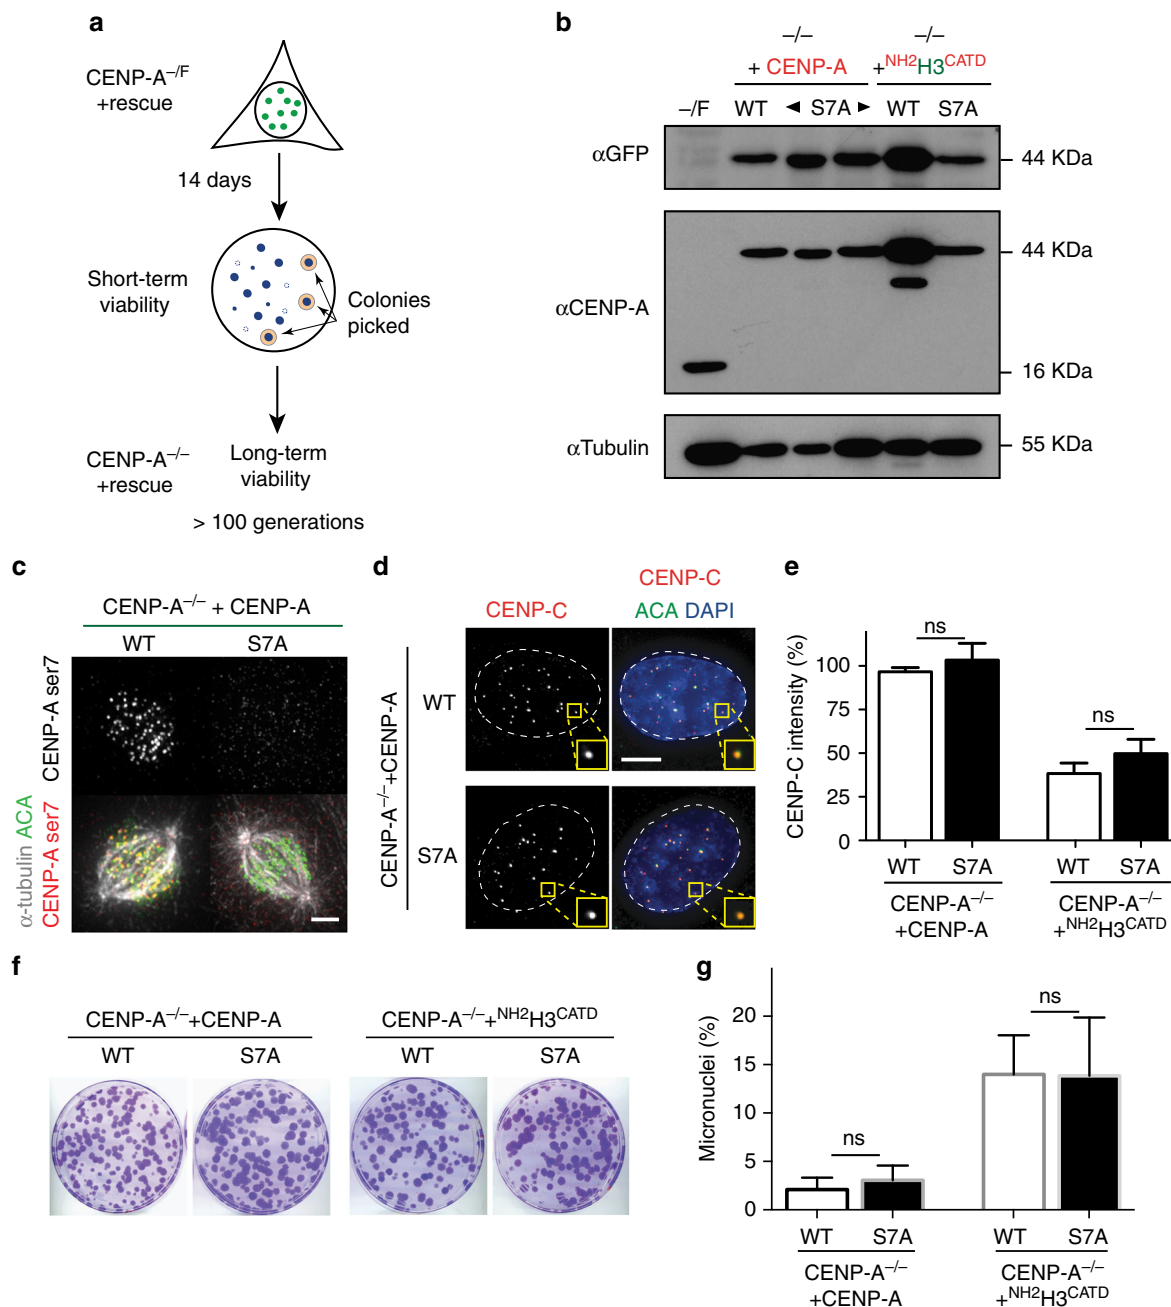 a
CENP-A–/F
+rescue
14 days
Short-term
viability
Colonies
picked
CENP-A–/–
+rescue
Long-term
viability
> 100 generations
b
–/– –/–
+ CENP-A +NH2H3CATD
–/F WT ◄ S7A ► WT S7A
αGFP 44 KDa
αCENP-A 44 KDa
16 KDa
αTubulin 55 KDa
c
CENP-A–/– + CENP-A
WT S7A
CENP-A ser7
α-tubulin ACA
CENP-A ser7
d
CENP-C
CENP-C
ACA DAPI
CENP-A–/–+CENP-A
WT
S7A
e
CENP-C intensity (%)
100
75
50
25
0
ns
ns
WT S7A WT S7A
CENP-A–/– CENP-A–/–
+CENP-A +NH2H3CATD
f
CENP-A–/–+CENP-A CENP-A–/–+NH2H3CATD
WT S7A WT S7A
g
Micronuclei (%)
20
15
10
5
0
ns
ns
WT S7A WT S7A
CENP-A–/– CENP-A–/–
+CENP-A +NH2H3CATD